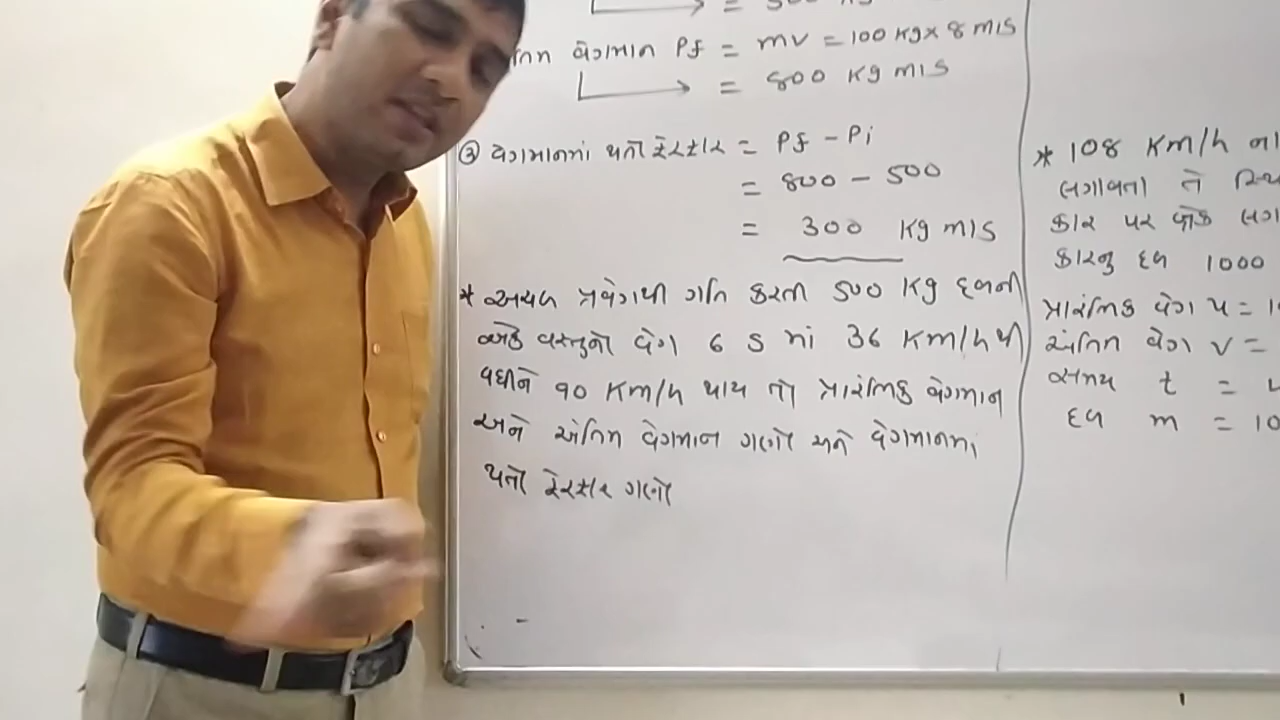 વેગમાન Pf = mv = 100 Kg x 8 m/s
= 800 Kg m/s
③ વેગમાનમાં થતો ફેરફાર = Pf - Pi
= 800 - 500
= 300 Kg m/s
* અચળ પ્રવેગથી ગતિ કરતી 500 Kg દળની
એક વસ્તુનો વેગ 6 S માં 36 Km/h થી
વધીને 90 Km/h થાય તો પ્રારંભિક વેગમાન
અને અંતિમ વેગમાન ગણો અને વેગમાનમાં
થતો ફેરફાર ગણો
* 108 Km/h ના
લગાવતા તે
કાર પર બ્રેક
કારનુ દળ 1000
પ્રારંભિક વેગ u =
અંતિમ વેગ v =
સમય t =
દળ m = 10